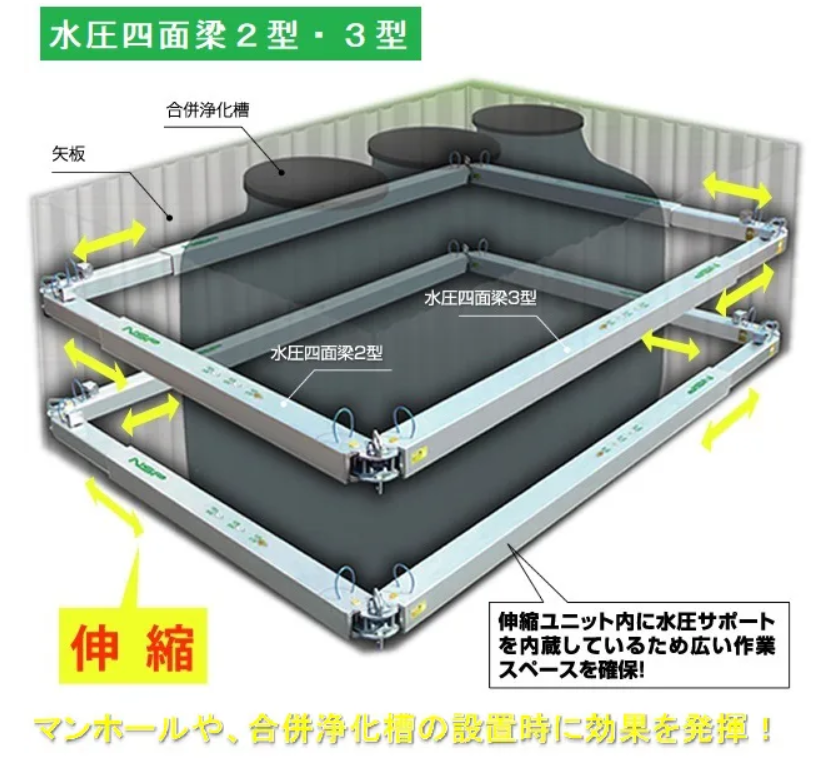 水圧四面梁2型・3型
合併浄化槽
矢板
水圧四面梁3型
水圧四面梁2型
NSP
NSP
NSP
NSP
伸縮ユニット内に水圧サポート
を内蔵しているため広い作業
スペースを確保!
伸縮
マンホールや、合併浄化槽の設置時に効果を発揮！